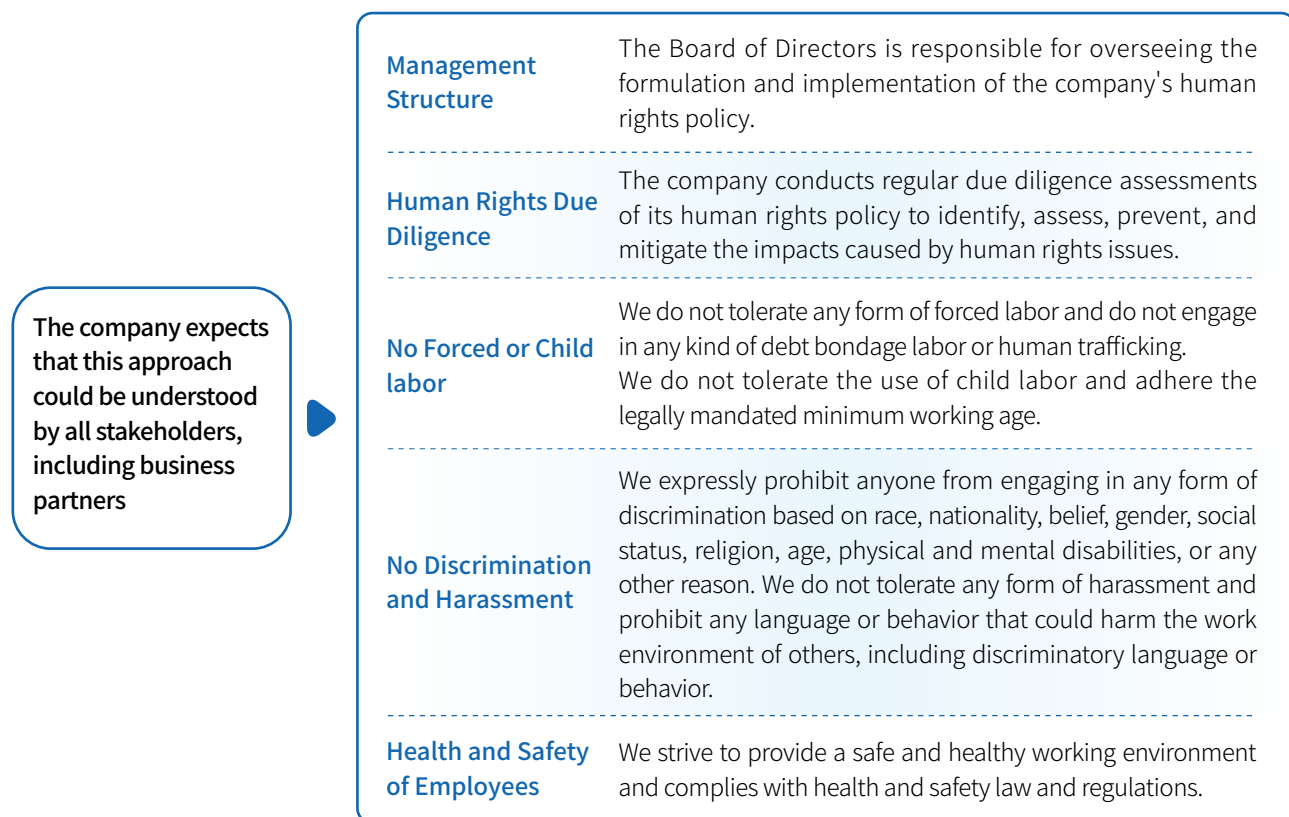 The company expects
that this approach
could be understood
by all stakeholders,
including business
partners
Management
Structure
The Board of Directors is responsible for overseeing the
formulation and implementation of the company's human
rights policy.
Human Rights Due
Diligence
The company conducts regular due diligence assessments
of its human rights policy to identify, assess, prevent, and
mitigate the impacts caused by human rights issues.
No Forced or Child
labor
We do not tolerate any form of forced labor and do not engage
in any kind of debt bondage labor or human trafficking.
We do not tolerate the use of child labor and adhere the
legally mandated minimum working age.
No Discrimination
and Harassment
We expressly prohibit anyone from engaging in any form of
discrimination based on race, nationality, belief, gender, social
status, religion, age, physical and mental disabilities, or any
other reason. We do not tolerate any form of harassment and
prohibit any language or behavior that could harm the work
environment of others, including discriminatory language or
behavior.
Health and Safety
of Employees
We strive to provide a safe and healthy working environment
and complies with health and safety law and regulations.